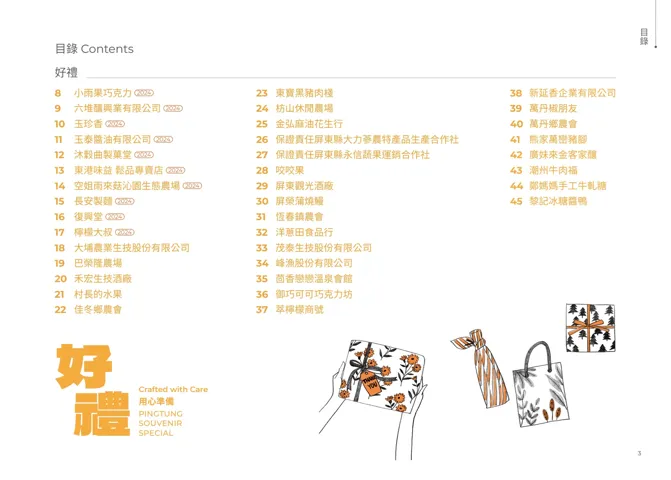 目錄
目錄 Contents
好禮
8 小雨果巧克力 2024
9 六堆釀興業有限公司 2024
10 玉珍香 2024
11 玉泰醬油有限公司 2024
12 沐穀曲製菓堂 2024
13 東港味益 鬆品專賣店 2024
14 空姐雨來菇沁園生態農場 2024
15 長安製麵 2024
16 復興堂 2024
17 檸檬大叔 2024
18 大埔農業生技股份有限公司
19 巴榮隆農場
20 禾宏生技酒廠
21 村長的水果
22 佳冬鄉農會
23 東寶黑豬肉棧
24 枋山休閒農場
25 金弘麻油花生行
26 保證責任屏東縣大力蔘農特產品生產合作社
27 保證責任屏東縣永信蔬果運銷合作社
28 咬咬果
29 屏東觀光酒廠
30 屏榮蒲燒鰻
31 恆春鎮農會
32 洋蔥田食品行
33 茂泰生技股份有限公司
34 峰漁股份有限公司
35 茴香戀戀溫泉會館
36 御巧可可巧克力坊
37 萃檸檬商號
38 新延香企業有限公司
39 萬丹椒朋友
40 萬丹鄉農會
41 熊家萬巒豬腳
42 廣妹來金客家醋
43 潮州牛肉福
44 鄭媽媽手工牛軋糖
45 黎記冰糖醬鴨
好禮
Crafted with Care
用心準備
PINGTUNG
SOUVENIR
SPECIAL
THANK YOU
3